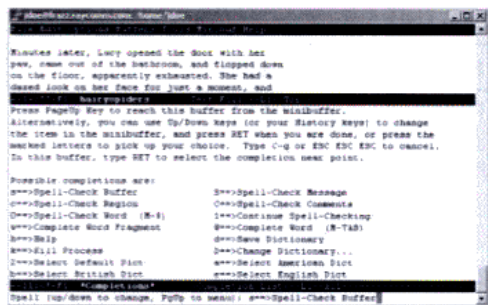 Minutes later, Lucy opened the door with her
paw, came out of the bathroom, and flopped down
on the floor, apparently exhausted. She had a
dazed look on her face for just a moment, and
hairyspiders
Press PageUp Key to reach this buffer from the minibuffer.
Alternatively, you can use Up/Down keys (or your History keys) to change
the item in the minibuffer, and press RET when you are done, or press the
marked letters to pick up your choice. Type C-g or ESC ESC ESC to cancel.
In this buffer, type RET to select the completion near point.
Possible completions are:
s==>Spell-Check Buffer
==>Spell-Check Message
c==>Spell-Check Region
C==>Spell-Check Comments
D==>Spell-Check Word (M-$)
1==>Continue Spell-Checking
w==>Complete Word Fragment
W==>Complete Word (M-TAB)
h==>Help
d==>Save Dictionary
k==>Kill Process
D==>Change Dictionary...
2==>Select Default Dict
a==>Select American Dict
b==>Select British Dict
e==>Select English Dict
*Completions*
Spell (up/down to change, PgUp to menu): s==>Spell-Check Buffer